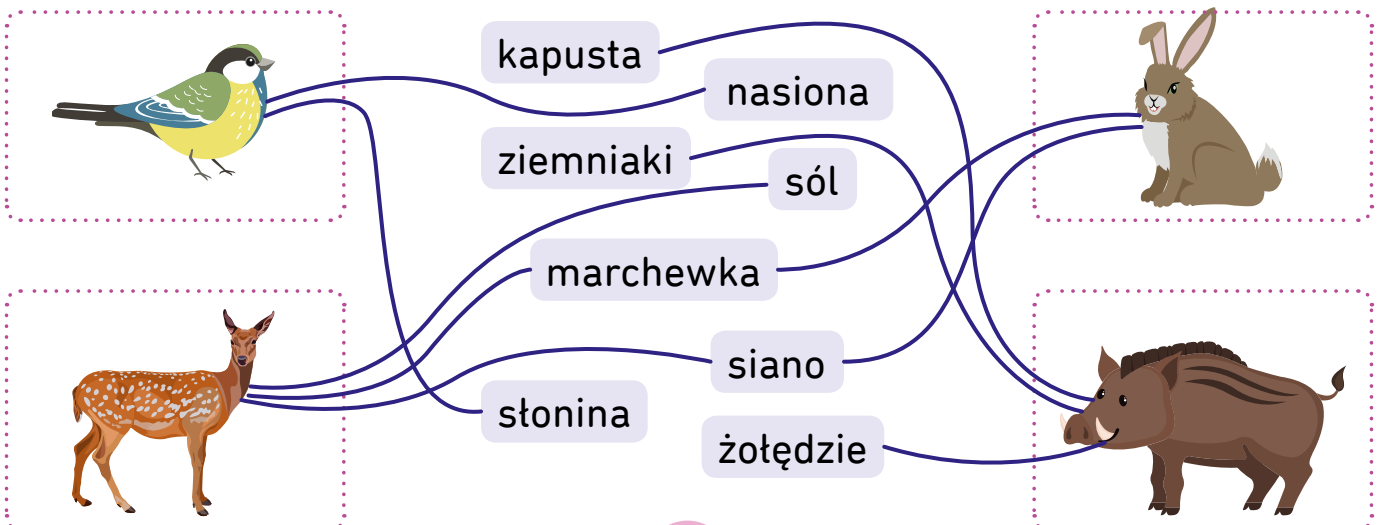 kapusta
nasiona
ziemniaki
sól
marchewka
siano
słonina
żołędzie